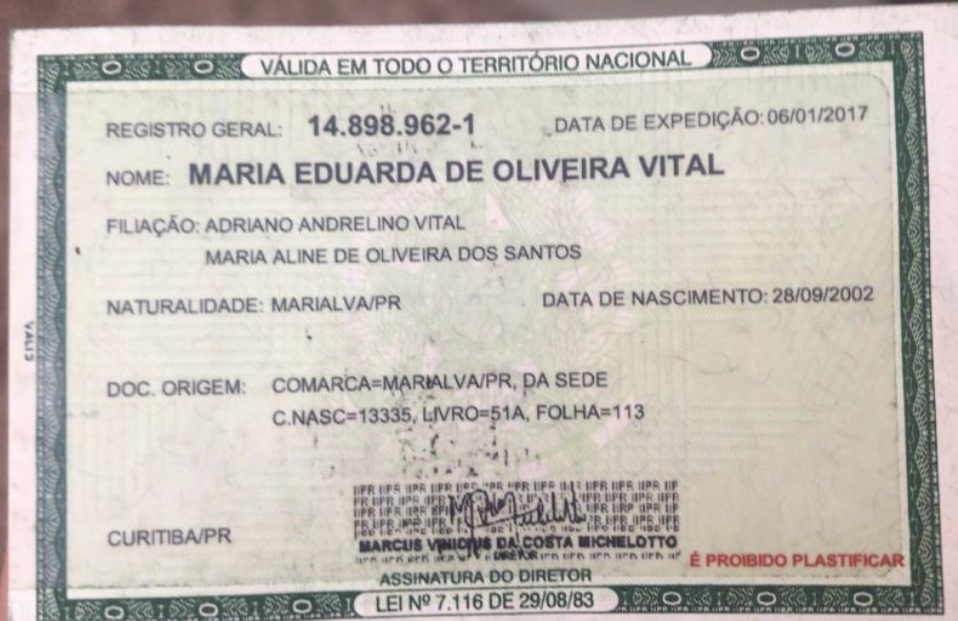 VÁLIDA EM TODO O TERRITÓRIO NACIONAL
REGISTRO GERAL: 14.898.962-1 DATA DE EXPEDIÇÃO: 06/01/2017
NOME: MARIA EDUARDA DE OLIVEIRA VITAL
FILIAÇÃO: ADRIANO ANDRELINO VITAL
MARIA ALINE DE OLIVEIRA DOS SANTOS
NATURALIDADE: MARIALVA/PR DATA DE NASCIMENTO: 28/09/2002
DOC. ORIGEM: COMARCA=MARIALVA/PR, DA SEDE
C.NASC=13335, LIVRO=51A, FOLHA=113
CURITIBA/PR
MARCUS VINICIUS DA COSTA MICHELOTTO
DIRETOR
É PROIBIDO PLASTIFICAR
ASSINATURA DO DIRETOR
LEI Nº 7.116 DE 29/08/83